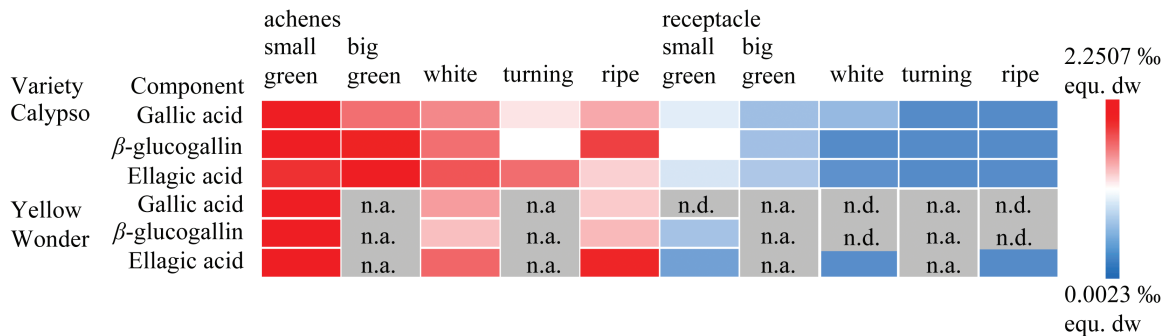 achenes receptacle
small big small big
green green white turning ripe green green white turning ripe
2.2507 ‰
equ. dw
Variety Component
Calypso Gallic acid
β-glucogallin
Ellagic acid
Yellow Gallic acid n.a. n.a n.d. n.a. n.d. n.a. n.d.
Wonder β-glucogallin n.a. n.a. n.a. n.d. n.a. n.d.
Ellagic acid n.a. n.a. n.a. n.a.
0.0023 ‰
equ. dw